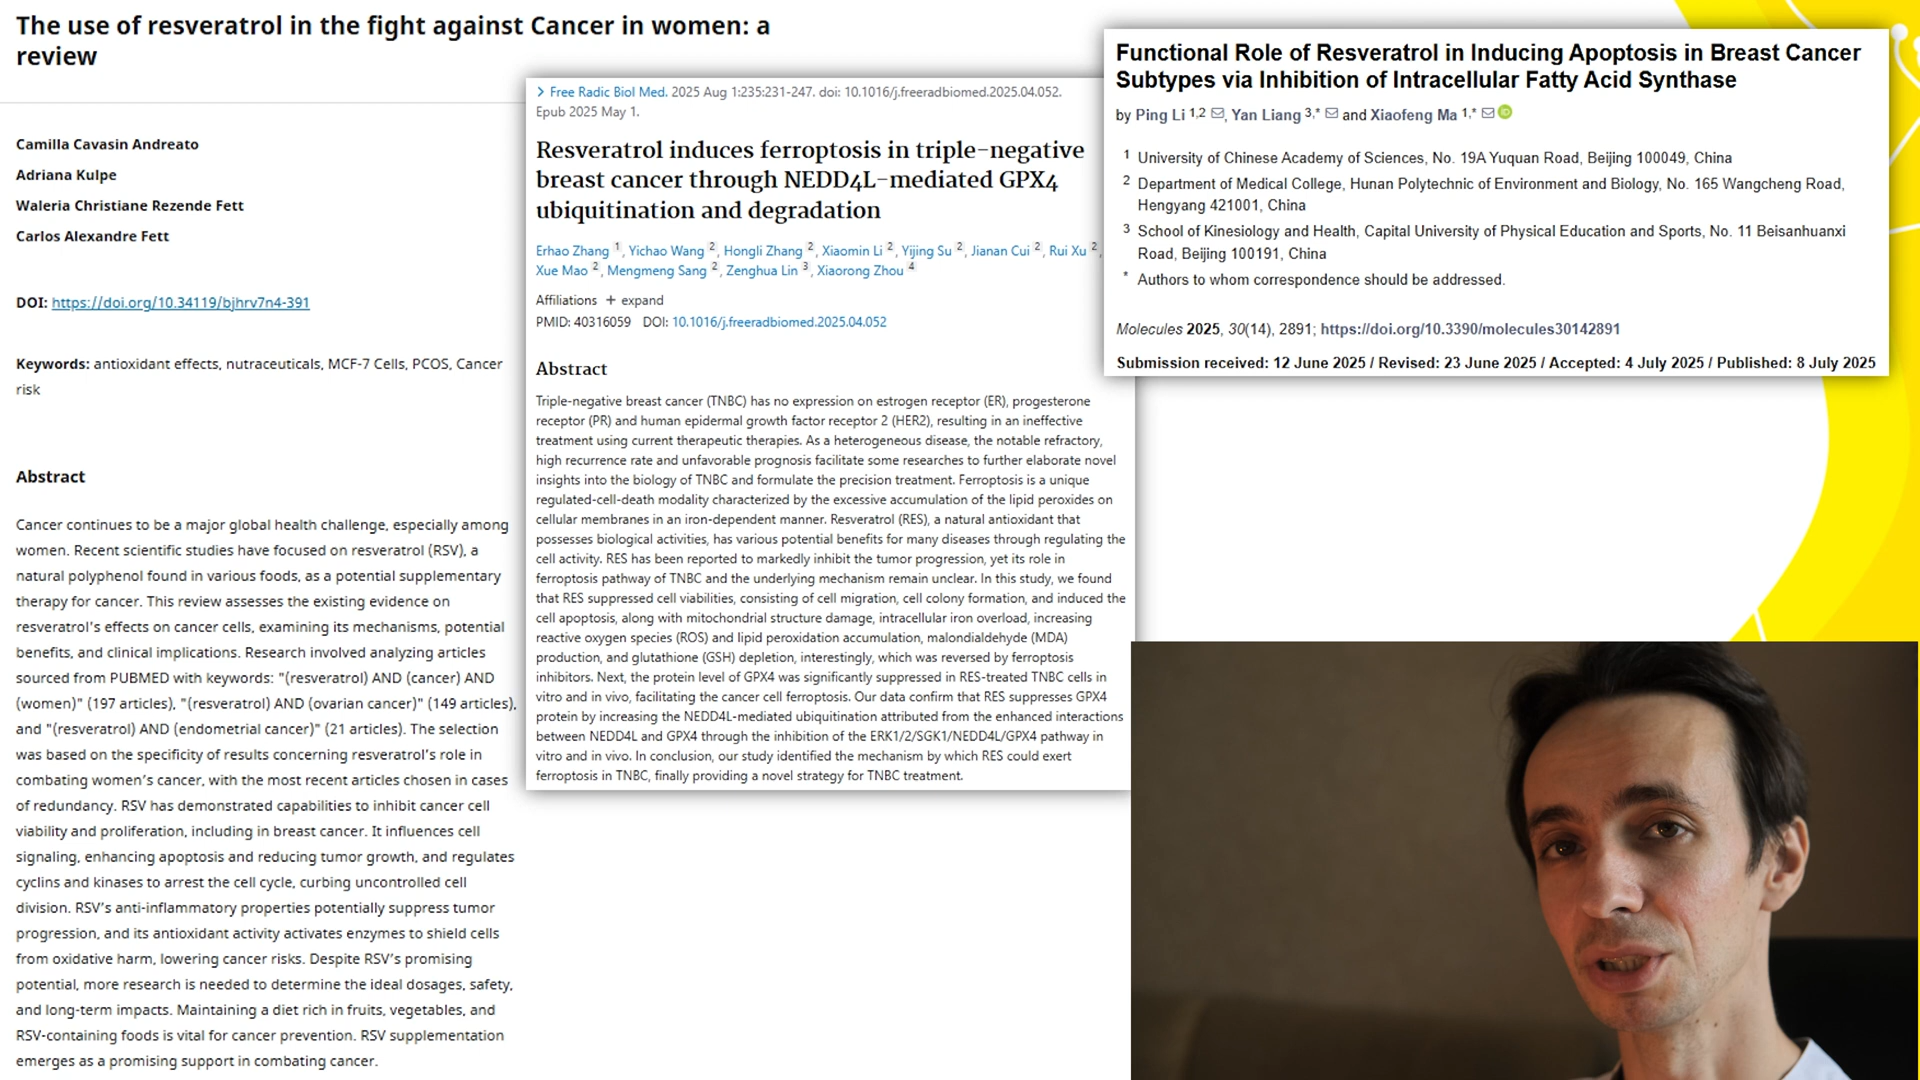 The use of resveratrol in the fight against Cancer in women: a
review
Camilla Cavasin Andreato
Adriana Kulpe
Waleria Christiane Rezende Fett
Carlos Alexandre Fett
DOI: https://doi.org/10.34119/bjhrv7n4-391
Keywords: antioxidant effects, nutraceuticals, MCF-7 Cells, PCOS, Cancer
risk
Abstract
Cancer continues to be a major global health challenge, especially among
women. Recent scientific studies have focused on resveratrol (RSV), a
natural polyphenol found in various foods, as a potential supplementary
therapy for cancer. This review assesses the existing evidence on
resveratrol's effects on cancer cells, examining its mechanisms, potential
benefits, and clinical implications. Research involved analyzing articles
sourced from PUBMED with keywords: "(resveratrol) AND (cancer) AND
(women)" (197 articles), "(resveratrol) AND (ovarian cancer)" (149 articles),
and "(resveratrol) AND (endometrial cancer)" (21 articles). The selection
was based on the specificity of results concerning resveratrol's role in
combating women's cancer, with the most recent articles chosen in cases
of redundancy. RSV has demonstrated capabilities to inhibit cancer cell
viability and proliferation, including in breast cancer. It influences cell
signaling, enhancing apoptosis and reducing tumor growth, and regulates
cyclins and kinases to arrest the cell cycle, curbing uncontrolled cell
division. RSV's anti-inflammatory properties potentially suppress tumor
progression, and its antioxidant activity activates enzymes to shield cells
from oxidative harm, lowering cancer risks. Despite RSV's promising
potential, more research is needed to determine the ideal dosages, safety,
and long-term impacts. Maintaining a diet rich in fruits, vegetables, and
RSV-containing foods is vital for cancer prevention. RSV supplementation
emerges as a promising support in combating cancer.
> Free Radic Biol Med. 2025 Aug 1:235:231-247. doi: 10.1016/j.freeradbiomed.2025.04.052.
Epub 2025 May 1.
Resveratrol induces ferroptosis in triple-negative
breast cancer through NEDD4L-mediated GPX4
ubiquitination and degradation
Erhao Zhang 1, Yichao Wang 2, Hongli Zhang 2, Xiaomin Li 2, Yijing Su 2, Jianan Cui 2, Rui Xu 2,
Xue Mao 2, Mengmeng Sang 2, Zenghua Lin 3, Xiaorong Zhou 4
Affiliations + expand
PMID: 40316059 DOI: 10.1016/j.freeradbiomed.2025.04.052
Abstract
Triple-negative breast cancer (TNBC) has no expression on estrogen receptor (ER), progesterone
receptor (PR) and human epidermal growth factor receptor 2 (HER2), resulting in an ineffective
treatment using current therapeutic therapies. As a heterogeneous disease, the notable refractory,
high recurrence rate and unfavorable prognosis facilitate some researches to further elaborate novel
insights into the biology of TNBC and formulate the precision treatment. Ferroptosis is a unique
regulated-cell-death modality characterized by the excessive accumulation of the lipid peroxides on
cellular membranes in an iron-dependent manner. Resveratrol (RES), a natural antioxidant that
possesses biological activities, has various potential benefits for many diseases through regulating the
cell activity. RES has been reported to markedly inhibit the tumor progression, yet its role in
ferroptosis pathway of TNBC and the underlying mechanism remain unclear. In this study, we found
that RES suppressed cell viabilities, consisting of cell migration, cell colony formation, and induced the
cell apoptosis, along with mitochondrial structure damage, intracellular iron overload, increasing
reactive oxygen species (ROS) and lipid peroxidation accumulation, malondialdehyde (MDA)
production, and glutathione (GSH) depletion, interestingly, which was reversed by ferroptosis
inhibitors. Next, the protein level of GPX4 was significantly suppressed in RES-treated TNBC cells in
vitro and in vivo, facilitating the cancer cell ferroptosis. Our data confirm that RES suppresses GPX4
protein by increasing the NEDD4L-mediated ubiquitination attributed from the enhanced interactions
between NEDD4L and GPX4 through the inhibition of the ERK1/2/SGK1/NEDD4L/GPX4 pathway in
vitro and in vivo. In conclusion, our study identified the mechanism by which RES could exert
ferroptosis in TNBC, finally providing a novel strategy for TNBC treatment.
Functional Role of Resveratrol in Inducing Apoptosis in Breast Cancer
Subtypes via Inhibition of Intracellular Fatty Acid Synthase
by Ping Li 1,2, Yan Liang 3,* and Xiaofeng Ma 1,* iD
1 University of Chinese Academy of Sciences, No. 19A Yuquan Road, Beijing 100049, China
2 Department of Medical College, Hunan Polytechnic of Environment and Biology, No. 165 Wangcheng Road,
Hengyang 421001, China
3 School of Kinesiology and Health, Capital University of Physical Education and Sports, No. 11 Beisanhuanxi
Road, Beijing 100191, China
* Authors to whom correspondence should be addressed.
Molecules 2025, 30(14), 2891; https://doi.org/10.3390/molecules30142891
Submission received: 12 June 2025 / Revised: 23 June 2025 / Accepted: 4 July 2025 / Published: 8 July 2025